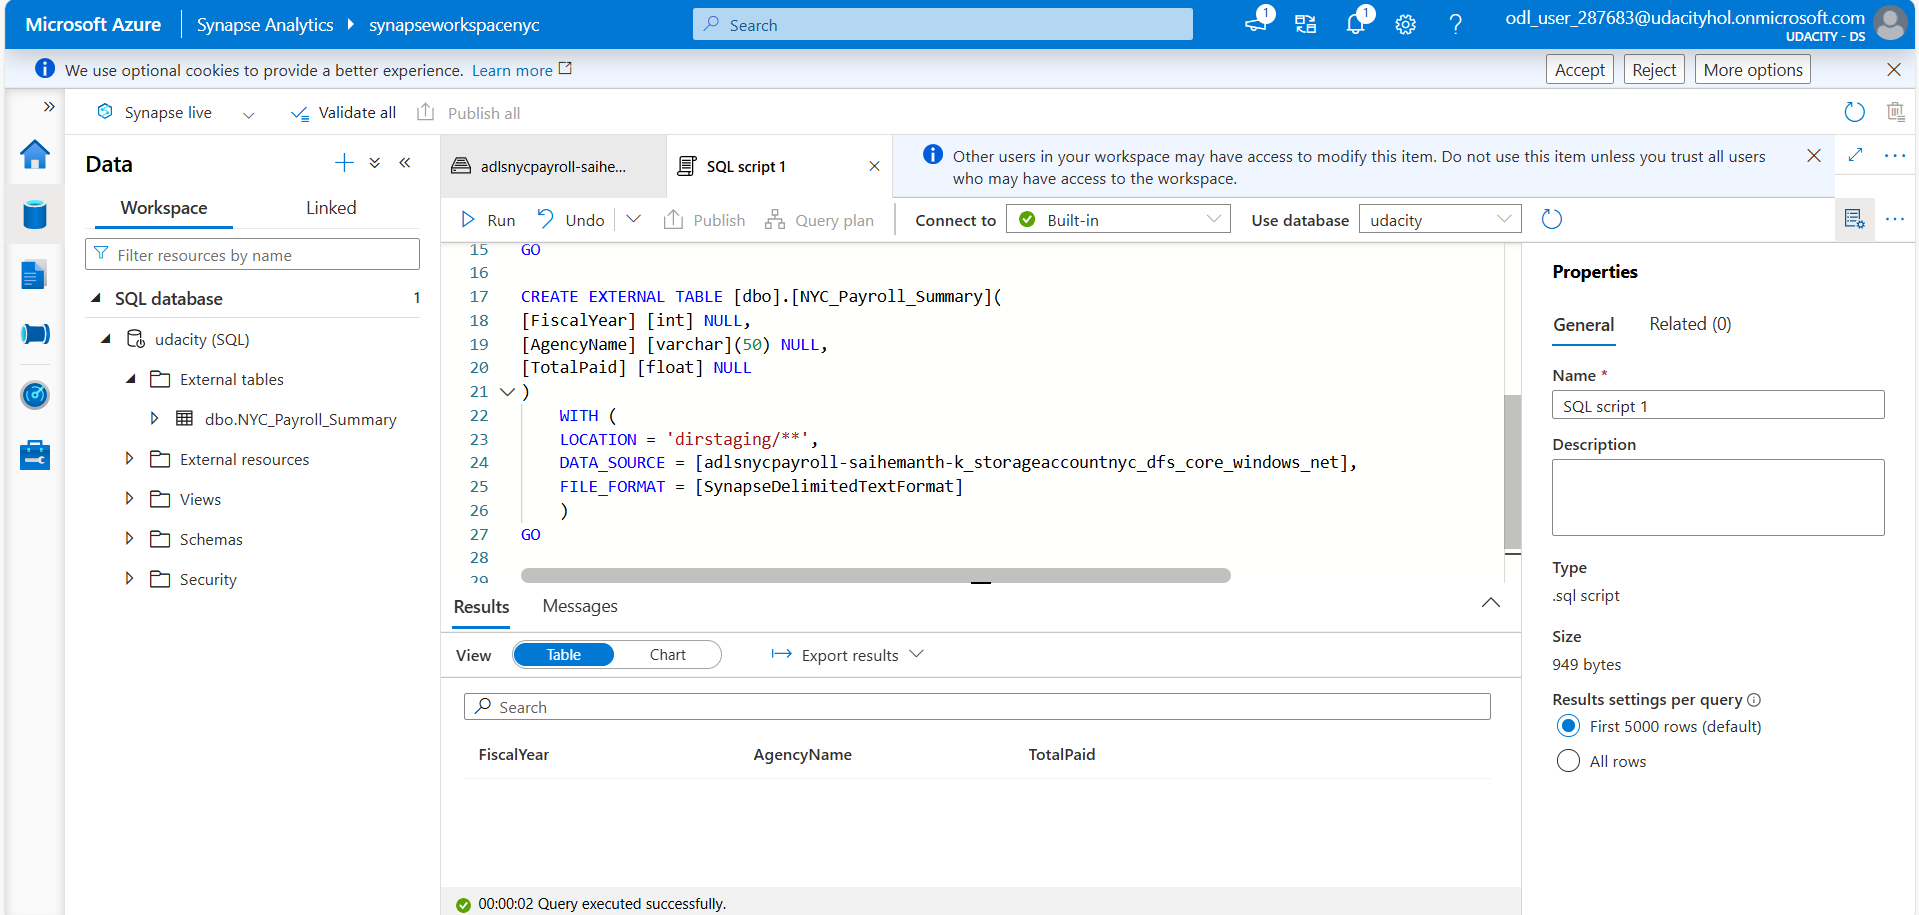 Microsoft Azure
Synapse Analytics
synapseworkspacenyc
Search
1
1
odl_user_287683@udacityhol.onmicrosoft.com
UDACITY - DS
We use optional cookies to provide a better experience. Learn more
Accept
Reject
More options
Synapse live
Validate all
Publish all
Data
Workspace
Linked
Filter resources by name
SQL database
1
udacity (SQL)
External tables
dbo.NYC_Payroll_Summary
External resources
Views
Schemas
Security
adlsnycpayroll-saihe...
SQL script 1
Other users in your workspace may have access to modify this item. Do not use this item unless you trust all users
who may have access to the workspace.
Run
Undo
Publish
Query plan
Connect to
Built-in
Use database
udacity
15 GO
16
17 CREATE EXTERNAL TABLE [dbo].[NYC_Payroll_Summary](
18 [FiscalYear] [int] NULL,
19 [AgencyName] [varchar](50) NULL,
20 [TotalPaid] [float] NULL
21 )
22 WITH (
23 LOCATION = 'dirstaging/**',
24 DATA_SOURCE = [adlsnycpayroll-saihemanth-k_storageaccountnyc_dfs_core_windows_net],
25 FILE_FORMAT = [SynapseDelimitedTextFormat]
26 )
27 GO
28
29
Results
Messages
View
Table
Chart
Export results
Search
FiscalYear
AgencyName
TotalPaid
00:00:02 Query executed successfully.
Properties
General
Related (0)
Name *
SQL script 1
Description
Type
.sql script
Size
949 bytes
Results settings per query
First 5000 rows (default)
All rows